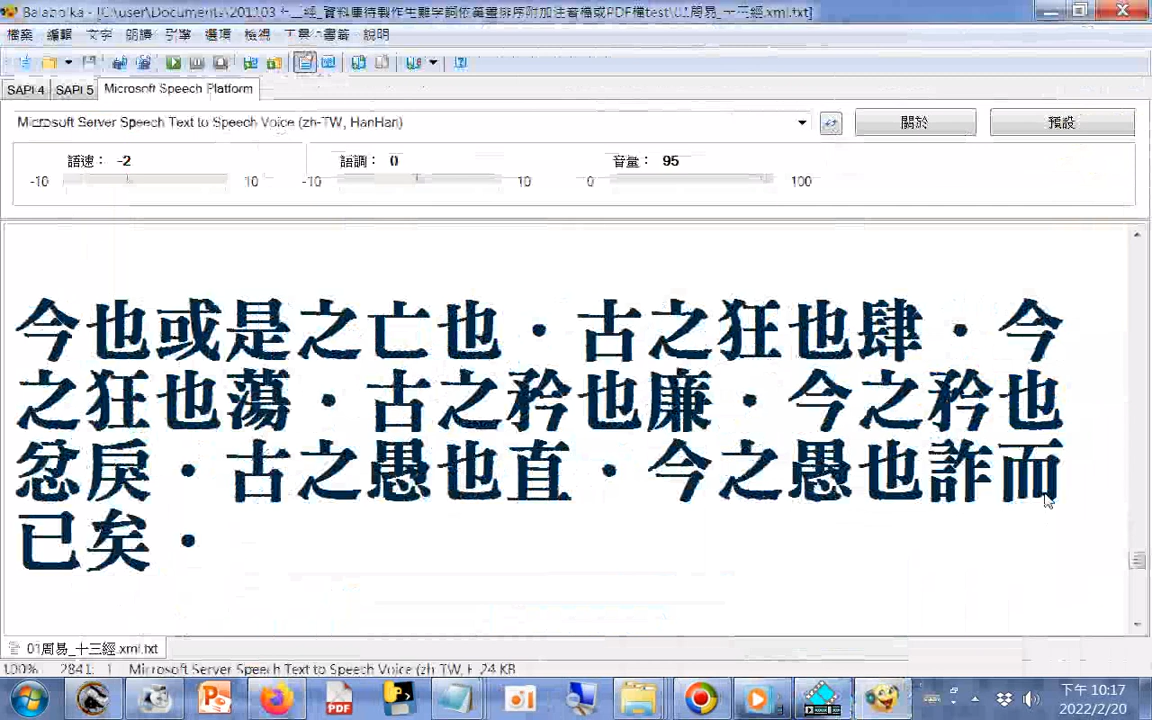 Balabolka - [C:\user\Documents\201103 十三經_資料庫待製作生難字詞依萬書排序附加注音檔或PDF檔test\01周易_十三經.xml.txt]
檔案 編輯 文字 朗讀 引擎 選項 檢視 工具 書籤 說明
SAPI 4 SAPI 5 Microsoft Speech Platform
Microsoft Server Speech Text to Speech Voice (zh-TW, HanHan) 關於 預設
語速： -2 語調： 0 音量： 95
-10 10 -10 10 0 100
今也或是之亡也．古之狂也肆．今
之狂也蕩．古之矜也廉．今之矜也
忿戾．古之愚也直．今之愚也詐而
已矣．
01周易_十三經.xml.txt
100% 2841: 1 Microsoft Server Speech Text to Speech Voice (zh-TW, H 24 KB
下午 10:17
2022/2/20